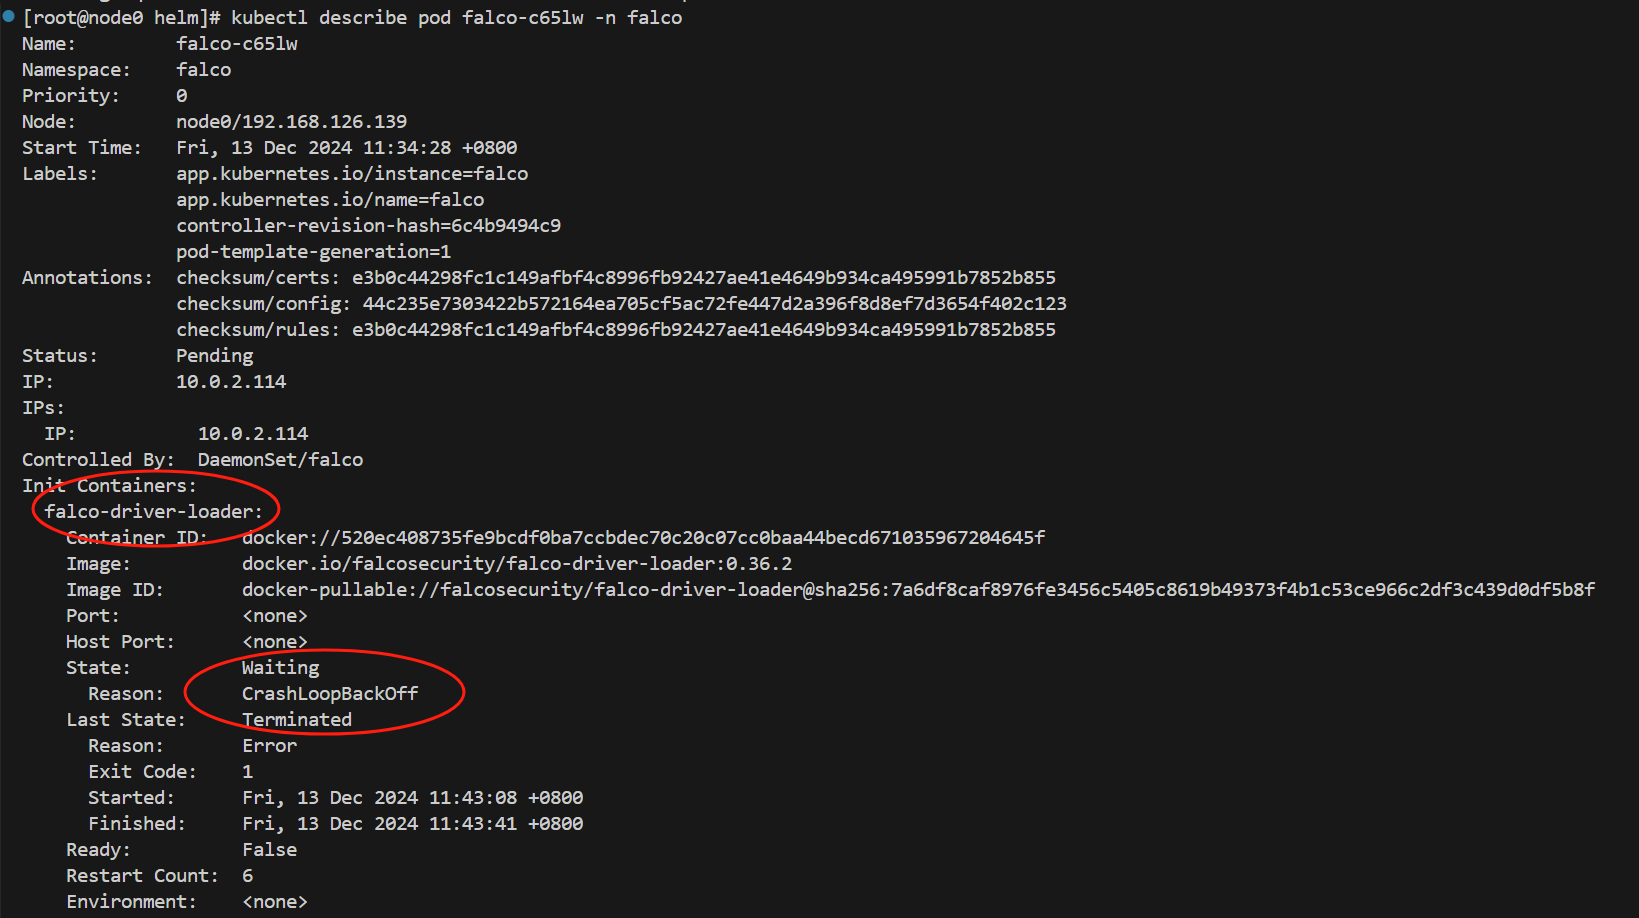 [root@node0 helm]# kubectl describe pod falco-c65lw -n falco
Name:         falco-c65lw
Namespace:    falco
Priority:     0
Node:         node0/192.168.126.139
Start Time:   Fri, 13 Dec 2024 11:34:28 +0800
Labels:       app.kubernetes.io/instance=falco
              app.kubernetes.io/name=falco
              controller-revision-hash=6c4b9494c9
              pod-template-generation=1
Annotations:  checksum/certs: e3b0c44298fc1c149afbf4c8996fb92427ae41e4649b934ca495991b7852b855
              checksum/config: 44c235e7303422b572164ea705cf5ac72fe447d2a396f8d8ef7d3654f402c123
              checksum/rules: e3b0c44298fc1c149afbf4c8996fb92427ae41e4649b934ca495991b7852b855
Status:       Pending
IP:           10.0.2.114
IPs:
  IP:           10.0.2.114
Controlled By:  DaemonSet/falco
Init Containers:
  falco-driver-loader:
    Container ID:   docker://520ec408735fe9bcdf0ba7ccbdec70c20c07cc0baa44becd671035967204645f
    Image:          docker.io/falcosecurity/falco-driver-loader:0.36.2
    Image ID:       docker-pullable://falcosecurity/falco-driver-loader@sha256:7a6df8caf8976fe3456c5405c8619b49373f4b1c53ce966c2df3c439d0df5b8f
    Port:           <none>
    Host Port:      <none>
    State:          Waiting
      Reason:       CrashLoopBackOff
    Last State:     Terminated
      Reason:       Error
      Exit Code:    1
      Started:      Fri, 13 Dec 2024 11:43:08 +0800
      Finished:     Fri, 13 Dec 2024 11:43:41 +0800
    Ready:          False
    Restart Count:  6
    Environment:    <none>